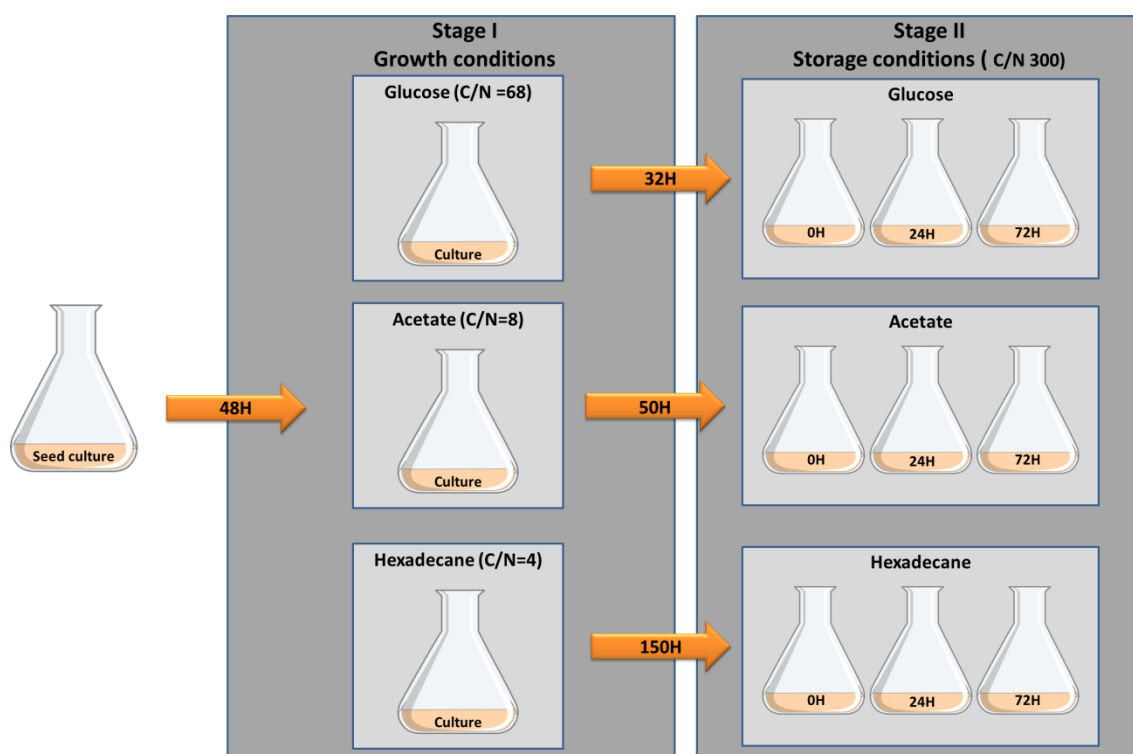 Stage I
Growth conditions
Stage II
Storage conditions ( C/N 300)
Glucose (C/N =68)
Culture
32H
Glucose
0H
24H
72H
Seed culture
48H
Acetate (C/N=8)
Culture
50H
Acetate
0H
24H
72H
Hexadecane (C/N=4)
Culture
150H
Hexadecane
0H
24H
72H